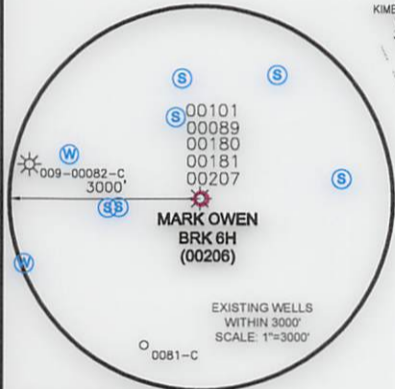 KIMB
S
S
S
00101
00089
00180
00181
00207
W
009-00082-C
3000'
S
SS
MARK OWEN
BRK 6H
(00206)
W
EXISTING WELLS
WITHIN 3000'
SCALE: 1"=3000'
0081-C